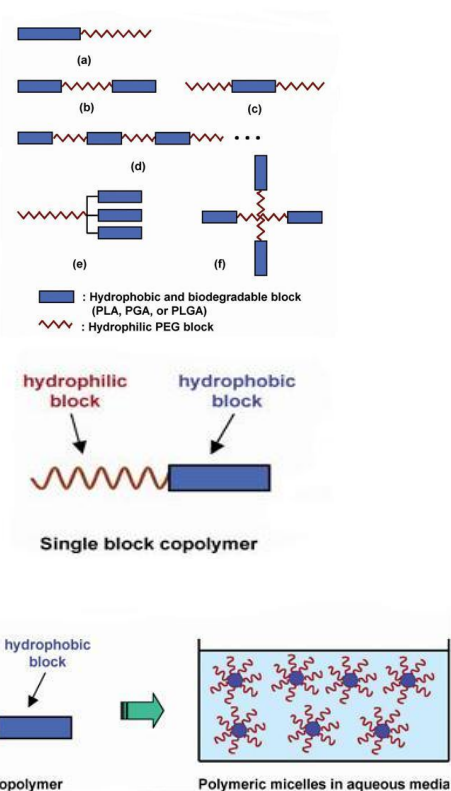 (a)
(b)
(c)
(d)
(e)
(f)
: Hydrophobic and biodegradable block
(PLA, PGA, or PLGA)
: Hydrophilic PEG block
hydrophilic
block
hydrophobic
block
Single block copolymer
hydrophobic
block
opolymer
Polymeric micelles in aqueous media